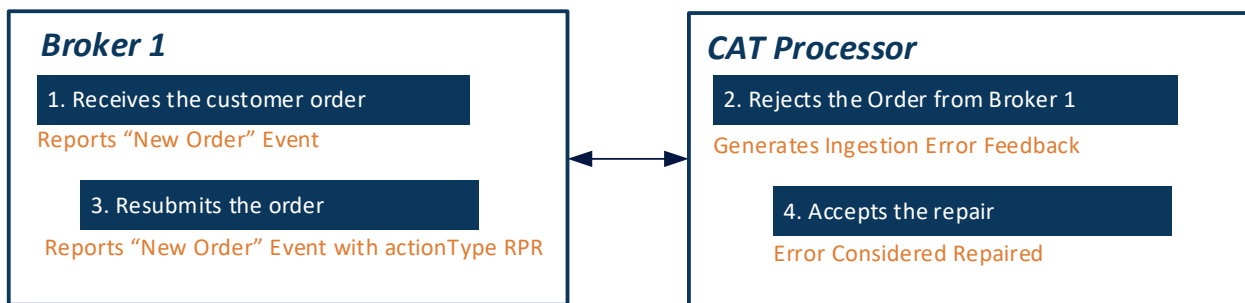 Broker 1
1. Receives the customer order
Reports “New Order” Event
3. Resubmits the order
Reports “New Order” Event with actionType RPR
CAT Processor
2. Rejects the Order from Broker 1
Generates Ingestion Error Feedback
4. Accepts the repair
Error Considered Repaired